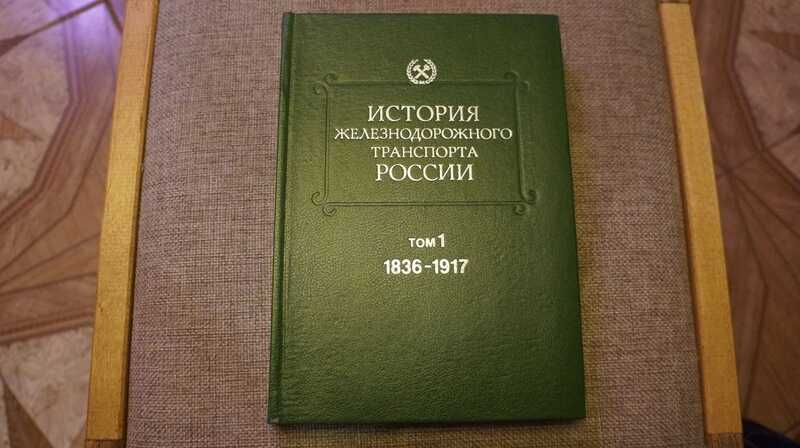 ИСТОРИЯ
ЖЕЛЕЗНОДОРОЖНОГО
ТРАНСПОРТА
РОССИИ
ТОМ 1
1836-1917